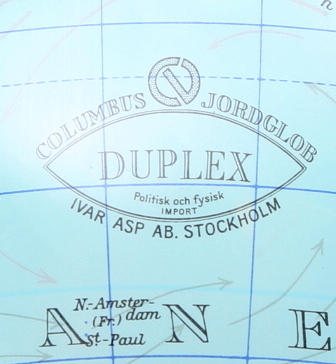 COLUMBUS JORDGLOB
DUPLEX
Politisk och fysisk
IMPORT
IVAR ASP AB. STOCKHOLM
N.-Amster-
dam
(Fr.)
St-Paul
A N E